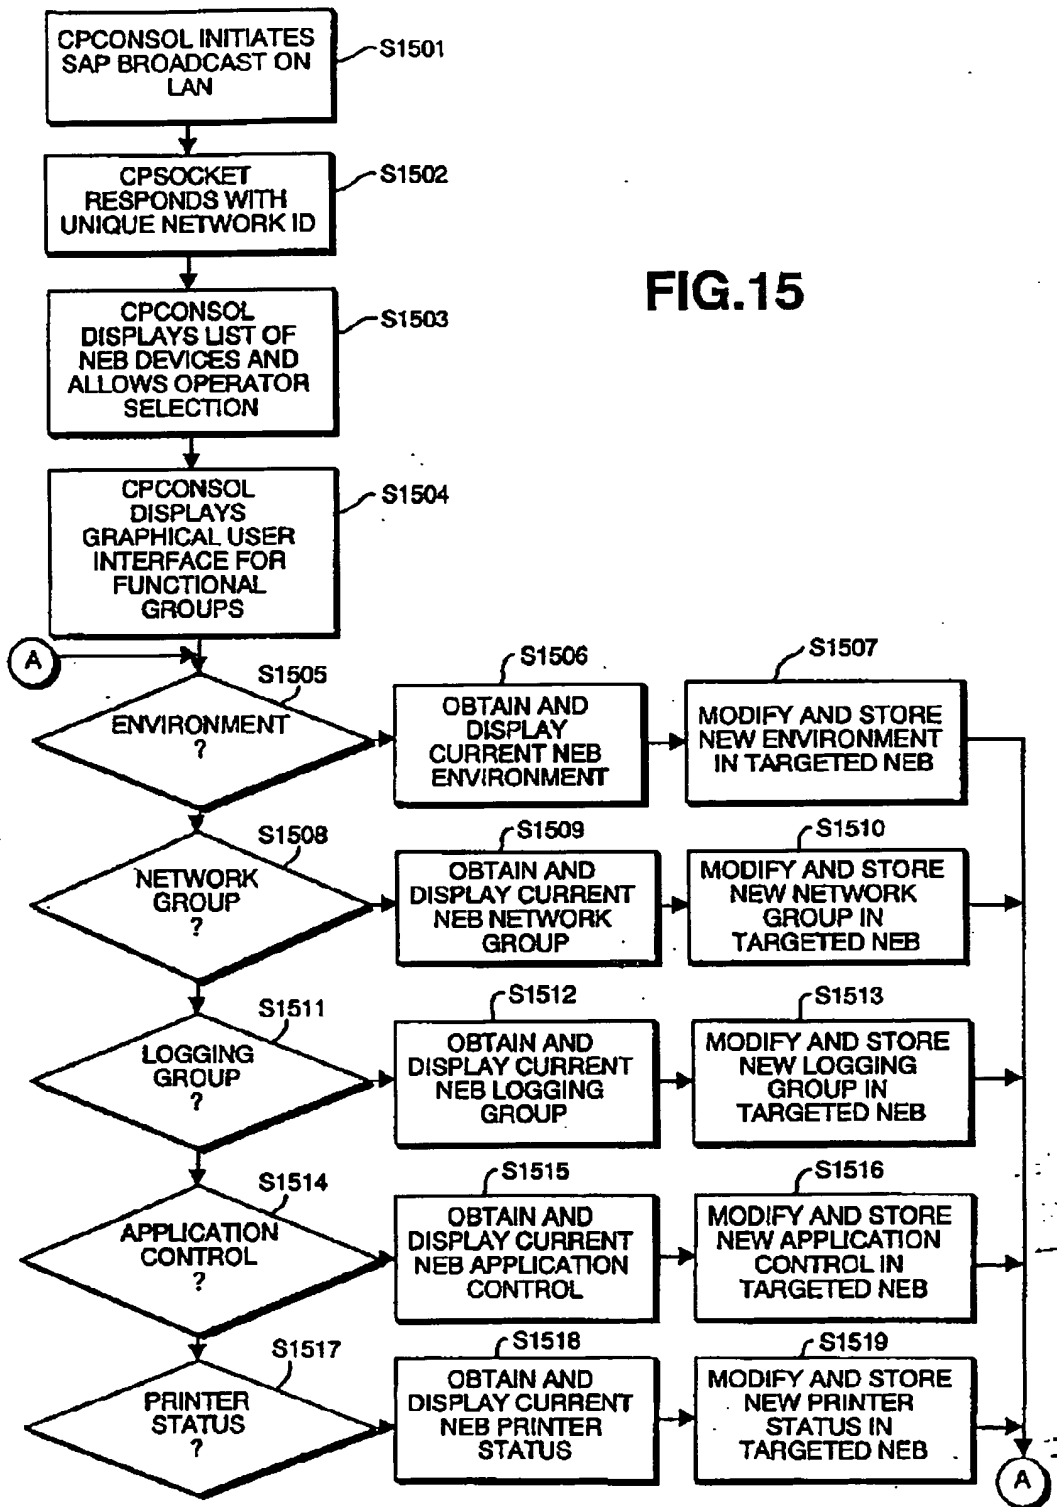 CPCONSOL INITIATES
SAP BROADCAST ON
LAN
S1501
CPSOCKET
RESPONDS WITH
UNIQUE NETWORK ID
S1502
FIG.15
CPCONSOL
DISPLAYS LIST OF
NEB DEVICES AND
ALLOWS OPERATOR
SELECTION
S1503
CPCONSOL
DISPLAYS
GRAPHICAL USER
INTERFACE FOR
FUNCTIONAL
GROUPS
S1504
A
S1505
ENVIRONMENT
?
S1506
OBTAIN AND
DISPLAY
CURRENT NEB
ENVIRONMENT
S1507
MODIFY AND STORE
NEW ENVIRONMENT
IN TARGETED NEB
S1508
NETWORK
GROUP
?
S1509
OBTAIN AND
DISPLAY CURRENT
NEB NETWORK
GROUP
S1510
MODIFY AND STORE
NEW NETWORK
GROUP IN
TARGETED NEB
S1511
LOGGING
GROUP
?
S1512
OBTAIN AND
DISPLAY CURRENT
NEB LOGGING
GROUP
S1513
MODIFY AND STORE
NEW LOGGING
GROUP IN
TARGETED NEB
S1514
APPLICATION
CONTROL
?
S1515
OBTAIN AND
DISPLAY CURRENT
NEB APPLICATION
CONTROL
S1516
MODIFY AND STORE
NEW APPLICATION
CONTROL IN
TARGETED NEB
S1517
PRINTER
STATUS
?
S1518
OBTAIN AND
DISPLAY CURRENT
NEB PRINTER
STATUS
S1519
MODIFY AND STORE
NEW PRINTER
STATUS IN
TARGETED NEB
A